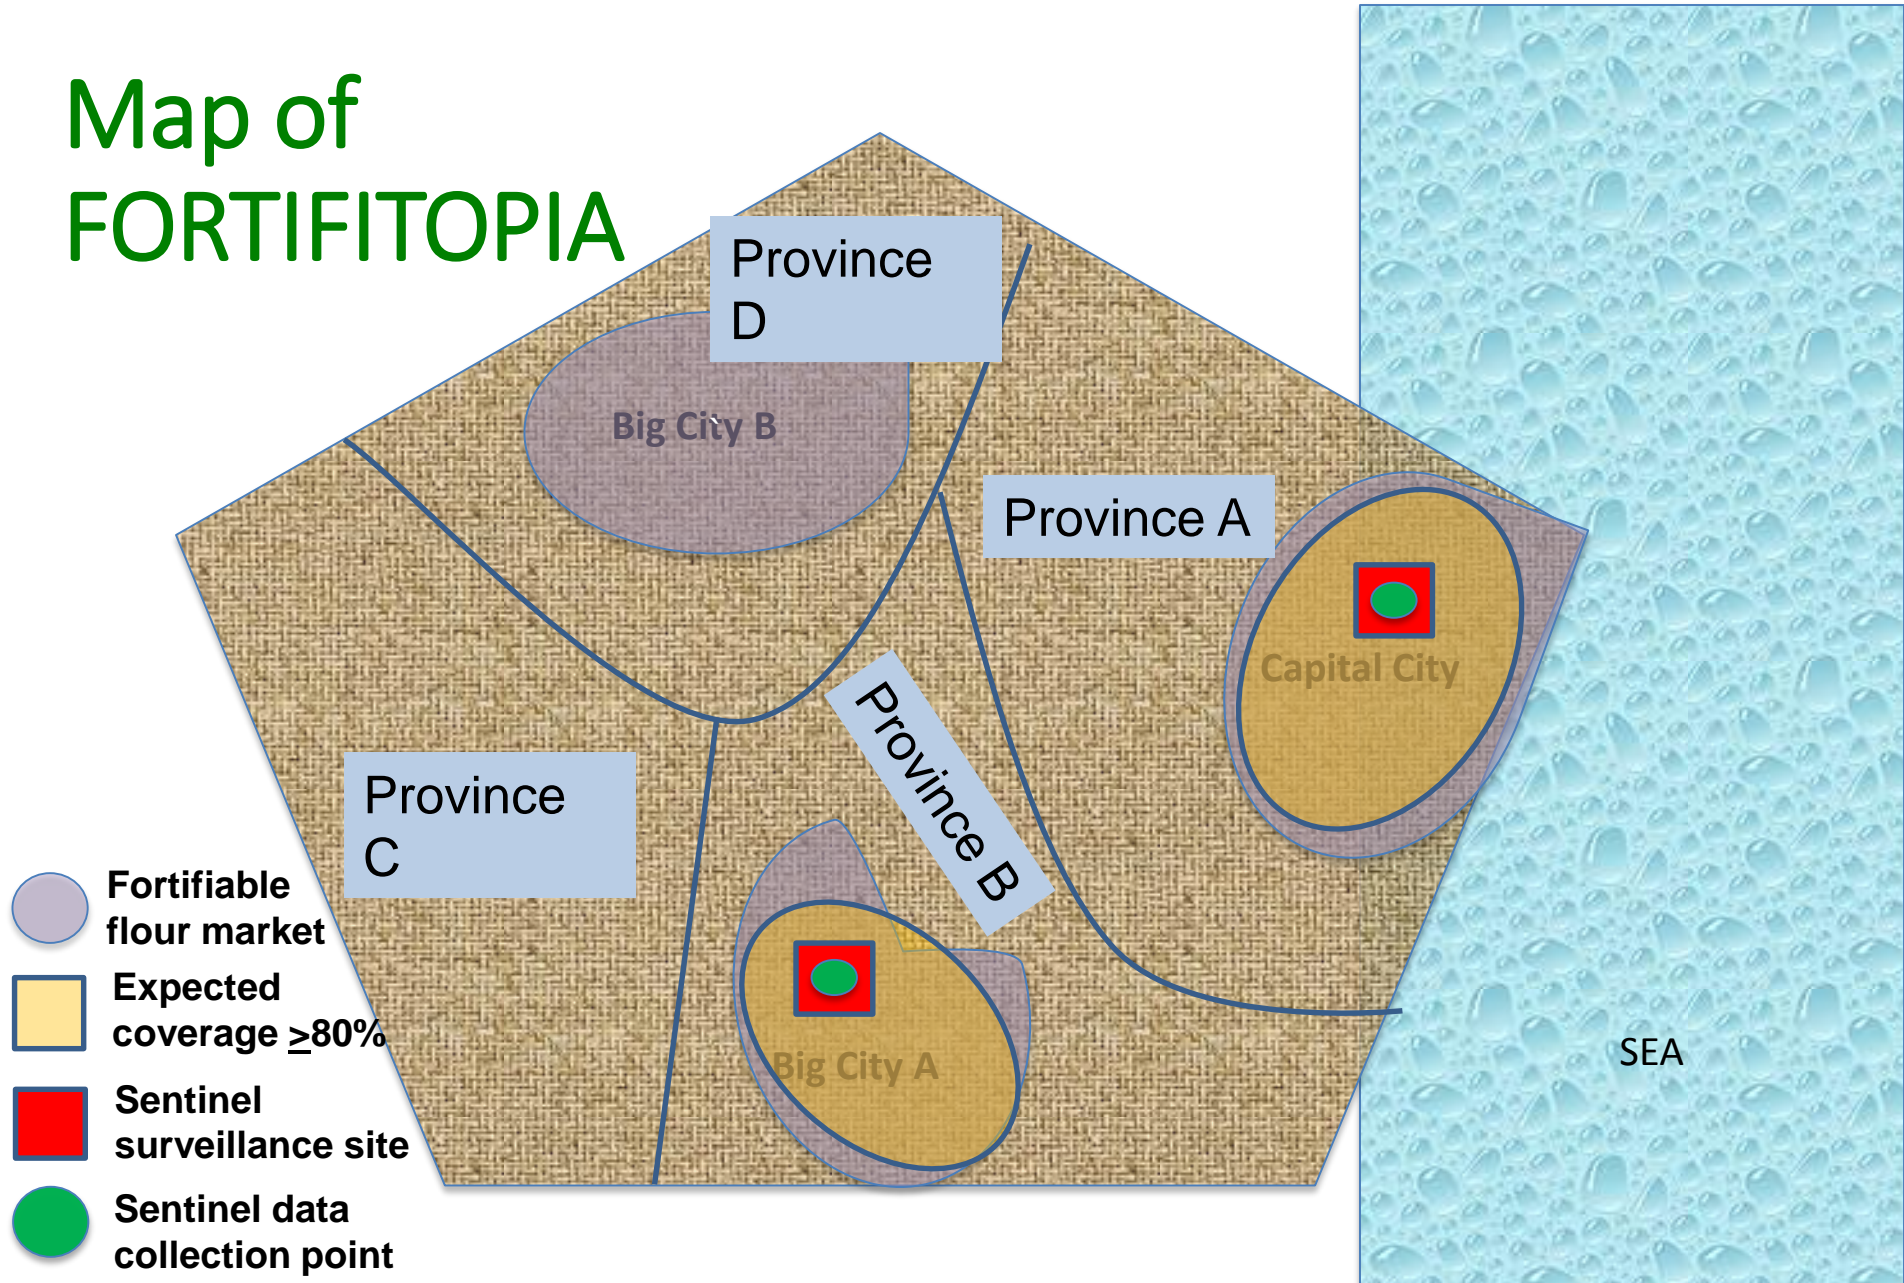 Map of
FORTIFITOPIA
Province
D
Big City B
Province A
Capital City
Province B
Province
C
Big City A
SEA
Fortifiable
flour market
Expected
coverage ≥80%
Sentinel
surveillance site
Sentinel data
collection point